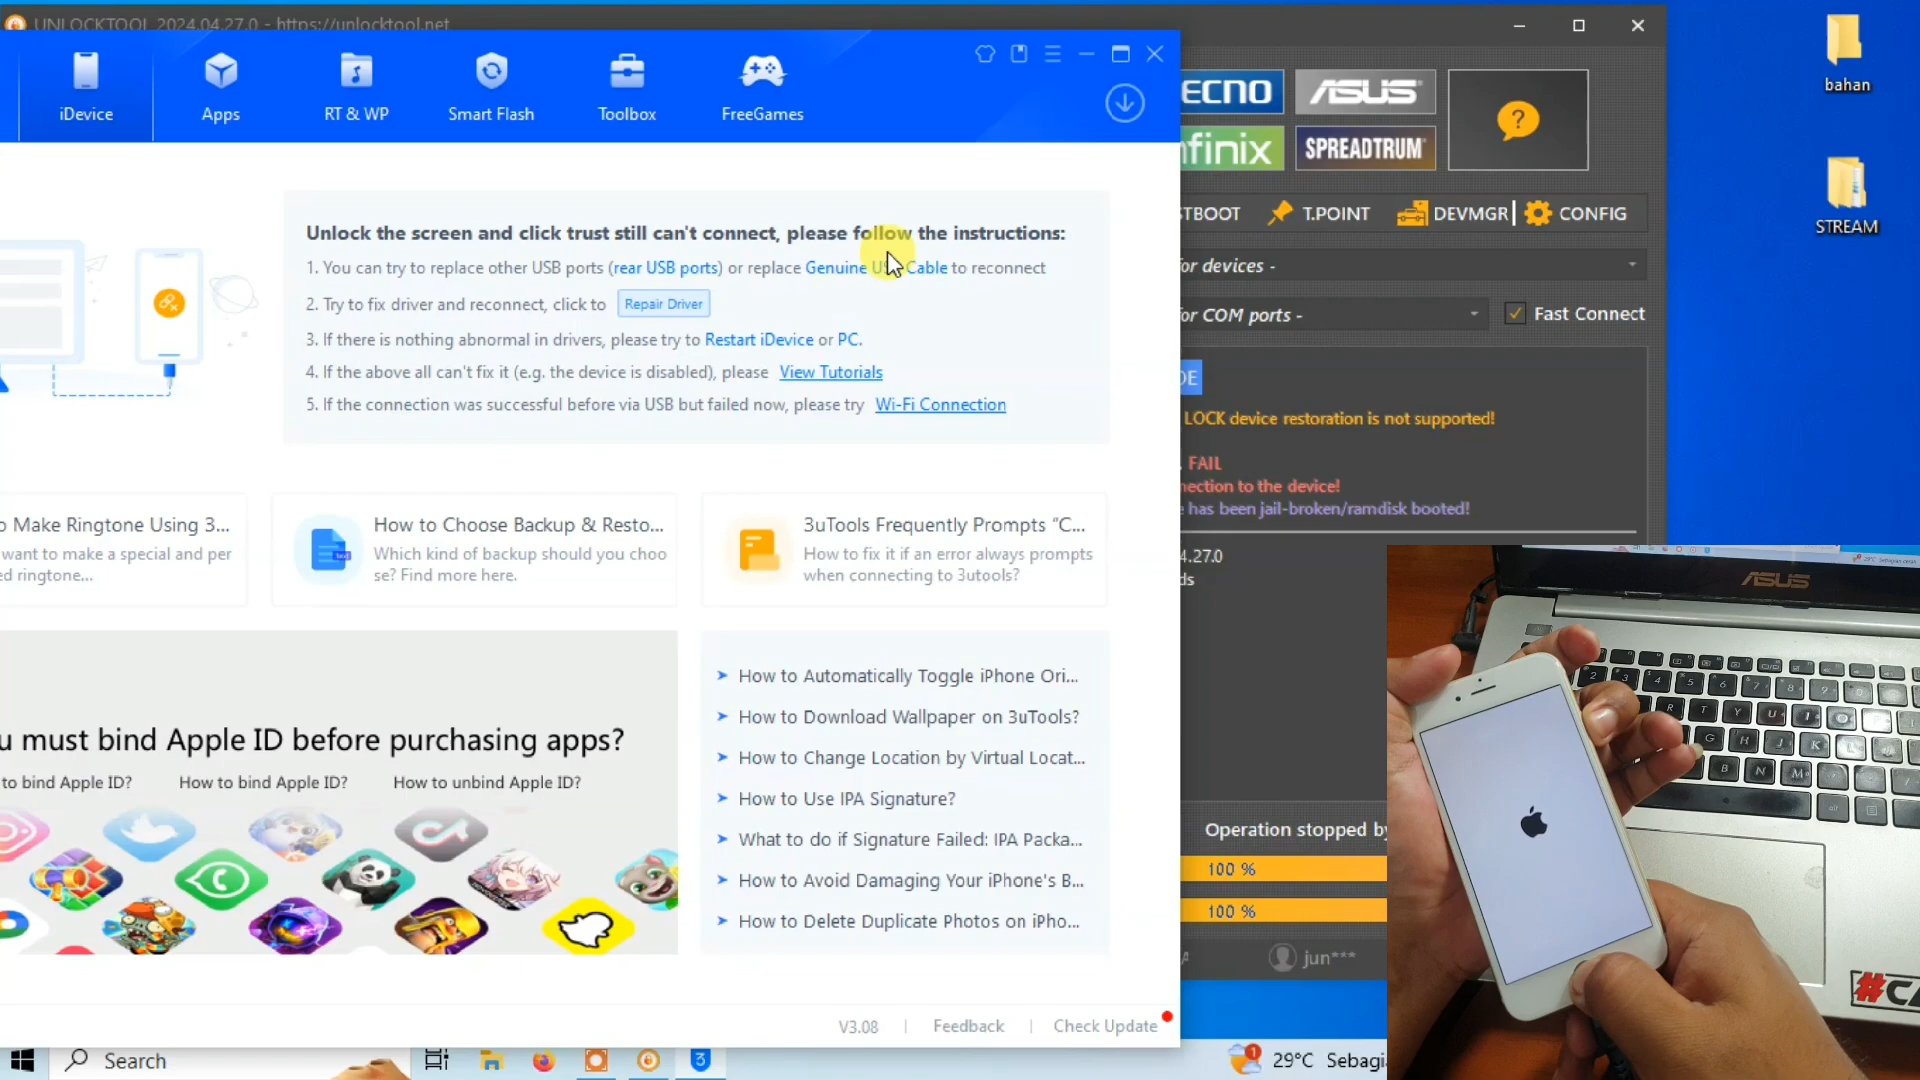 UNLOCKTOOL 2024.04.27.0 - https://unlocktool.net
iDevice
Apps
RT & WP
Smart Flash
Toolbox
FreeGames
ECNO
ASUS
nfinix
SPREADTRUM
?
STBOOT
T.POINT
DEVMGR
CONFIG
for devices -
for COM ports -
Fast Connect
Unlock the screen and click trust still can't connect, please follow the instructions:
1. You can try to replace other USB ports (rear USB ports) or replace Genuine Cable to reconnect
2. Try to fix driver and reconnect, click to Repair Driver
3. If there is nothing abnormal in drivers, please try to Restart iDevice or PC.
4. If the above all can't fix it (e.g. the device is disabled), please View Tutorials
5. If the connection was successful before via USB but failed now, please try Wi-Fi Connection
DE
LOCK device restoration is not supported!
. FAIL
nection to the device!
e has been jail-broken/ramdisk booted!
4.27.0
ds
o Make Ringtone Using 3...
want to make a special and per
ed ringtone...
How to Choose Backup & Resto...
Which kind of backup should you choo
se? Find more here.
3uTools Frequently Prompts “C...
How to fix it if an error always prompts
when connecting to 3utools?
u must bind Apple ID before purchasing apps?
to bind Apple ID?
How to bind Apple ID?
How to unbind Apple ID?
How to Automatically Toggle iPhone Ori...
How to Download Wallpaper on 3uTools?
How to Change Location by Virtual Locat...
How to Use IPA Signature?
What to do if Signature Failed: IPA Packa...
How to Avoid Damaging Your iPhone's B...
How to Delete Duplicate Photos on iPho...
Operation stopped by
100 %
100 %
jun***
V3.08
Feedback
Check Update
Search
3
1
29°C Sebagia
bahan
STREAM
ASUS
#CA